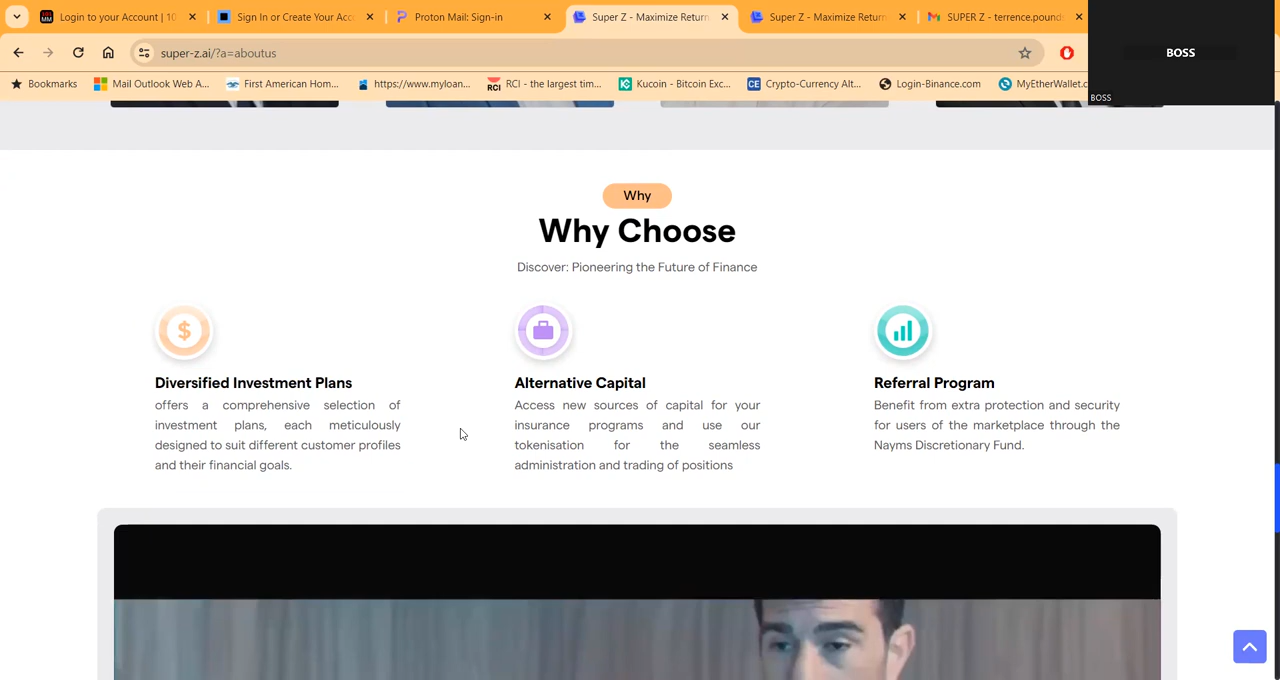 Login to your Account | 10
Sign In or Create Your Acc
Proton Mail: Sign-in
Super Z - Maximize Return
Super Z - Maximize Return
SUPER Z - terrence.pound
super-z.ai/?a=aboutus
BOSS
BOSS
Bookmarks
Mail Outlook Web A...
First American Hom...
https://www.myloan...
RCI
RCI - the largest tim...
Kucoin - Bitcoin Exc...
CE
Crypto-Currency Alt...
Login-Binance.com
MyEtherWallet.c
Why
Why Choose
Discover: Pioneering the Future of Finance
$
Diversified Investment Plans
offers a comprehensive selection of
investment plans, each meticulously
designed to suit different customer profiles
and their financial goals.
Alternative Capital
Access new sources of capital for your
insurance programs and use our
tokenisation for the seamless
administration and trading of positions
Referral Program
Benefit from extra protection and security
for users of the marketplace through the
Nayms Discretionary Fund.